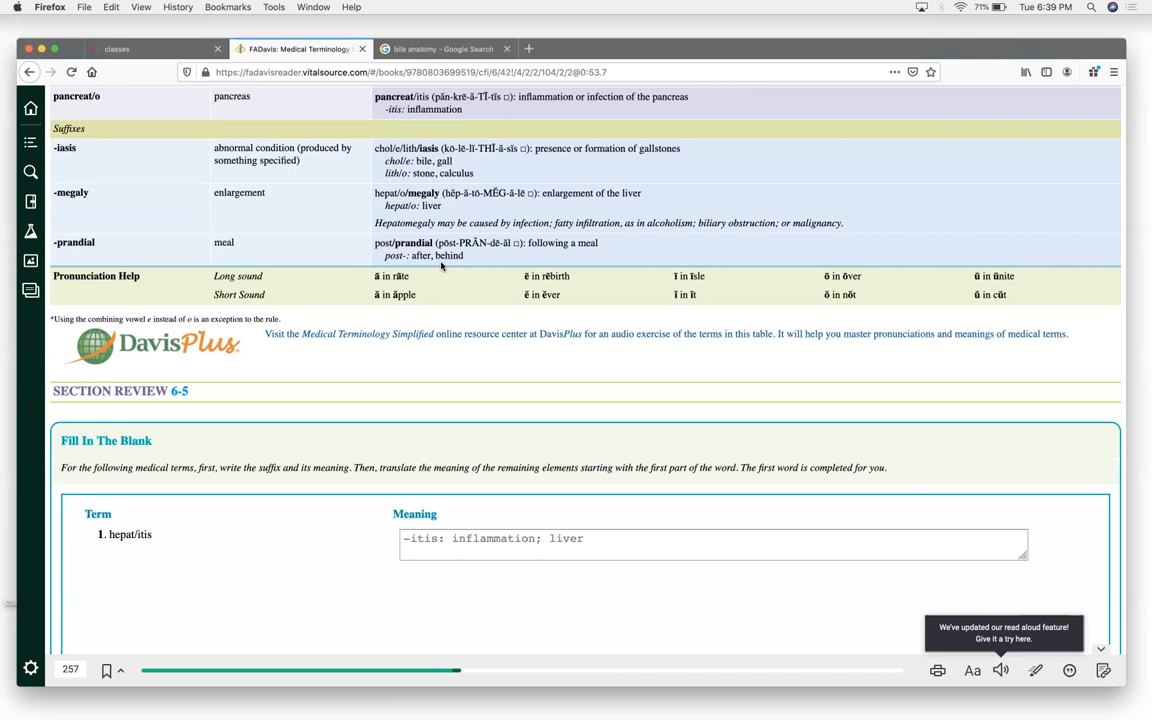 Firefox File Edit View History Bookmarks Tools Window Help 71% Tue 6:39 PM
classes FADavis: Medical Terminology bile anatomy - Google Search
https://fadavisreader.vitalsource.com/#/books/9780803699519/cfi/6/42!/4/2/2/104/2/2@0:53.7
pancreat/o pancreas pancreat/itis (păn-krē-ă-TĪ-tĭs □): inflammation or infection of the pancreas
-itis: inflammation
Suffixes
-iasis abnormal condition (produced by something specified) chol/e/lith/iasis (kō-lē-lĭ-THĪ-ă-sĭs □): presence or formation of gallstones
chol/e: bile, gall
lith/o: stone, calculus
-megaly enlargement hepat/o/megaly (hĕp-ă-tō-MĔG-ă-lē □): enlargement of the liver
hepat/o: liver
Hepatomegaly may be caused by infection; fatty infiltration, as in alcoholism; biliary obstruction; or malignancy.
-prandial meal post/prandial (pōst-PRĂN-dē-ăl □): following a meal
post-: after, behind
Pronunciation Help Long sound ā in rāte ē in rēbirth ī in īsle ō in ōver ū in ūnite
Short Sound ă in ăpple ĕ in ĕver ĭ in ĭt ŏ in nŏt ŭ in cŭt
*Using the combining vowel e instead of o is an exception to the rule.
DavisPlus
Visit the Medical Terminology Simplified online resource center at DavisPlus for an audio exercise of the terms in this table. It will help you master pronunciations and meanings of medical terms.
SECTION REVIEW 6-5
Fill In The Blank
For the following medical terms, first, write the suffix and its meaning. Then, translate the meaning of the remaining elements starting with the first part of the word. The first word is completed for you.
Term Meaning
1. hepat/itis -itis: inflammation; liver
We've updated our read aloud feature!
Give it a try here.
257 Aa